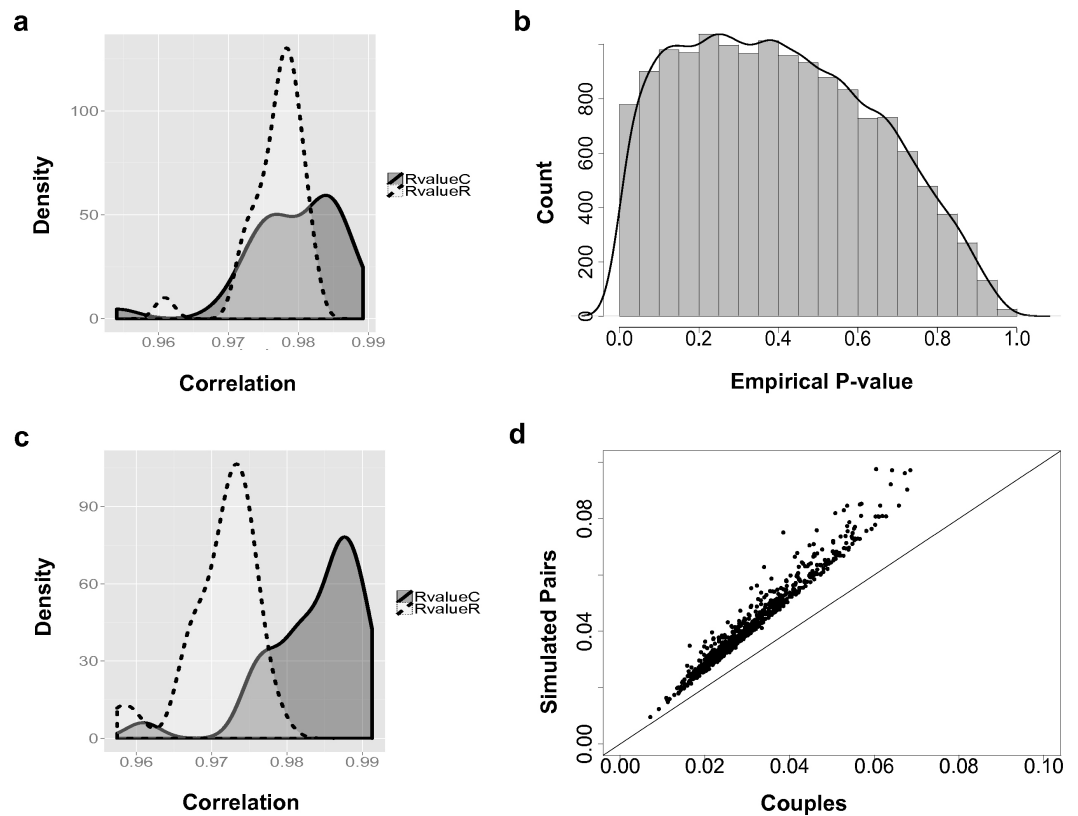 a
Density
100
50
0
0.96 0.97 0.98 0.99
Correlation
RvalueC
RvalueR
b
Count
800
600
400
200
0
0.0 0.2 0.4 0.6 0.8 1.0
Empirical P-value
c
Density
90
60
30
0
0.96 0.97 0.98 0.99
Correlation
RvalueC
RvalueR
d
Simulated Pairs
0.08
0.04
0.00
0.00 0.02 0.04 0.06 0.08 0.10
Couples